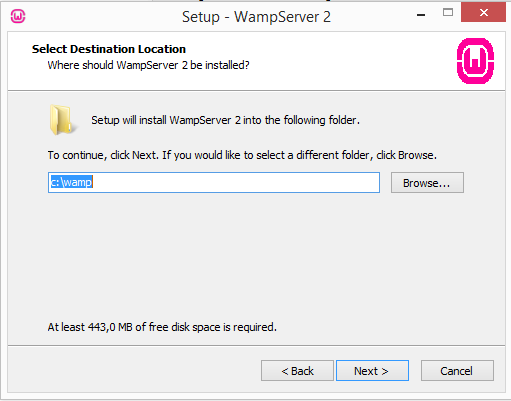 Setup - WampServer 2
Select Destination Location
Where should WampServer 2 be installed?
Setup will install WampServer 2 into the following folder.
To continue, click Next. If you would like to select a different folder, click Browse.
c:\wamp
Browse...
At least 443,0 MB of free disk space is required.
< Back
Next >
Cancel